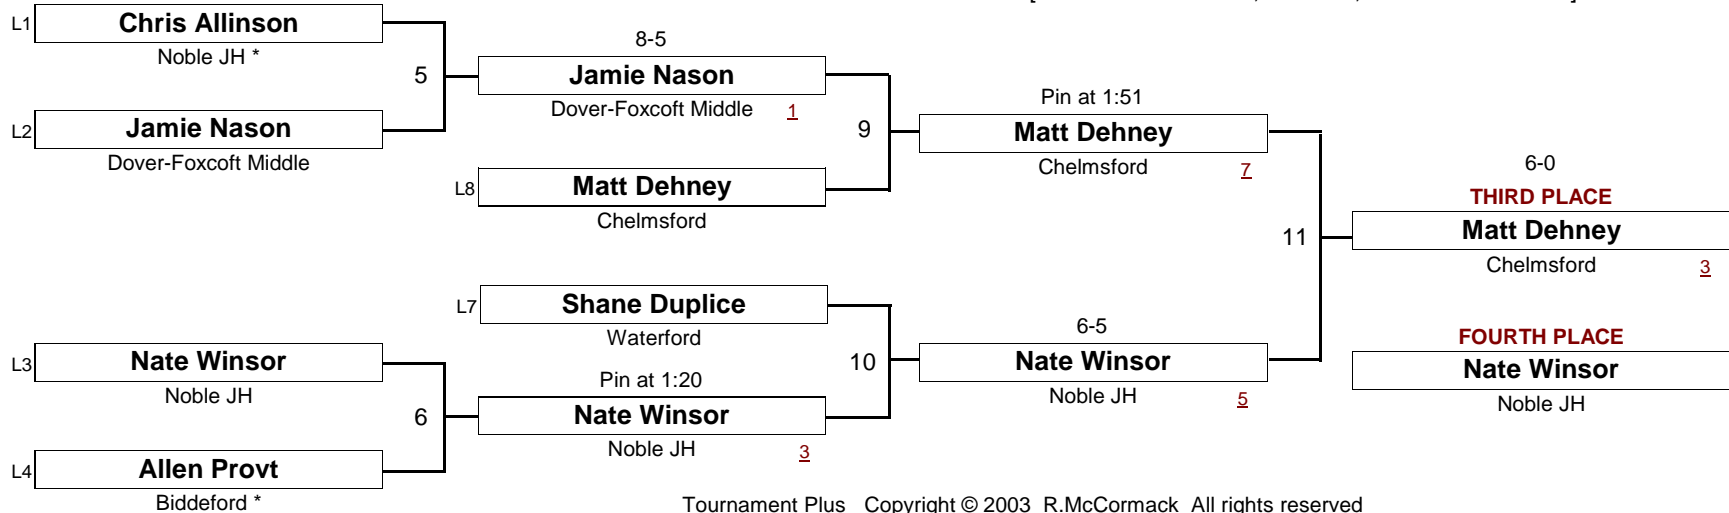 L1 Chris Allinson
Noble JH *
5
8-5
Jamie Nason
Dover-Foxcoft Middle 1
L2 Jamie Nason
Dover-Foxcoft Middle
9
Pin at 1:51
Matt Dehney
Chelmsford 7
L8 Matt Dehney
Chelmsford
11
6-0
THIRD PLACE
Matt Dehney
Chelmsford 3
L7 Shane Duplice
Waterford
10
6-5
Nate Winsor
Noble JH 5
FOURTH PLACE
Nate Winsor
Noble JH
L3 Nate Winsor
Noble JH
6
Pin at 1:20
Nate Winsor
Noble JH 3
L4 Allen Provt
Biddeford *
Tournament Plus Copyright © 2003 R.McCormack All rights reserved